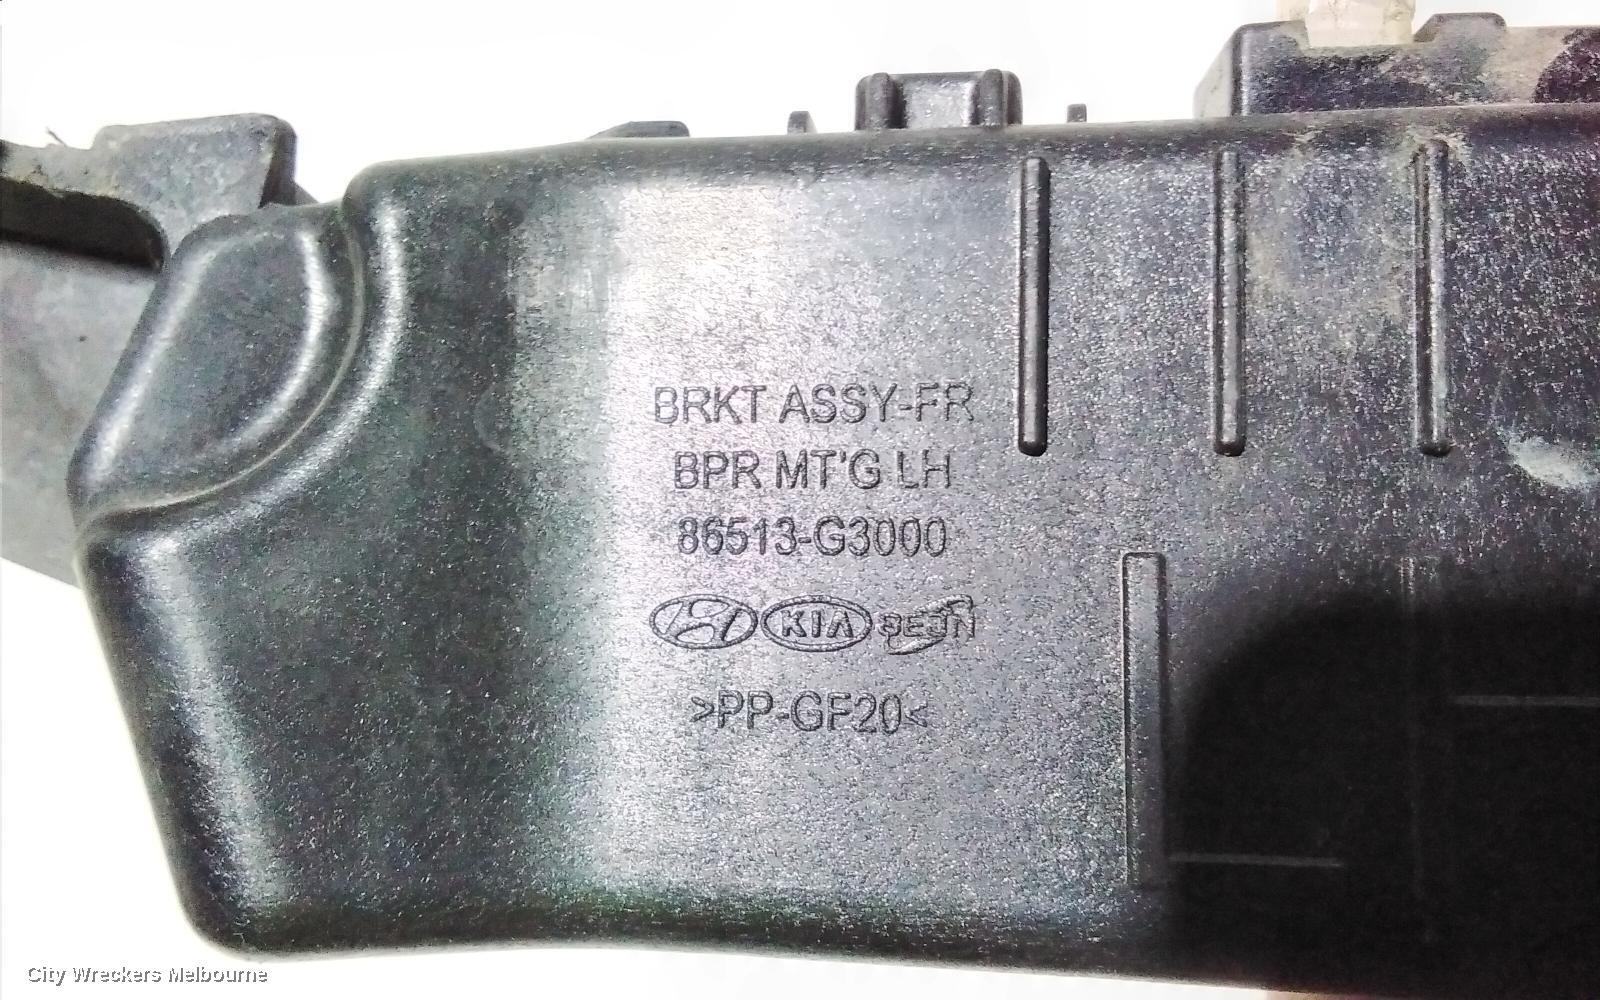 BRKT ASSY-FR
BPR MT'G LH
86513-G3000
KIA
>PP-GF20<
City Wreckers Melbourne